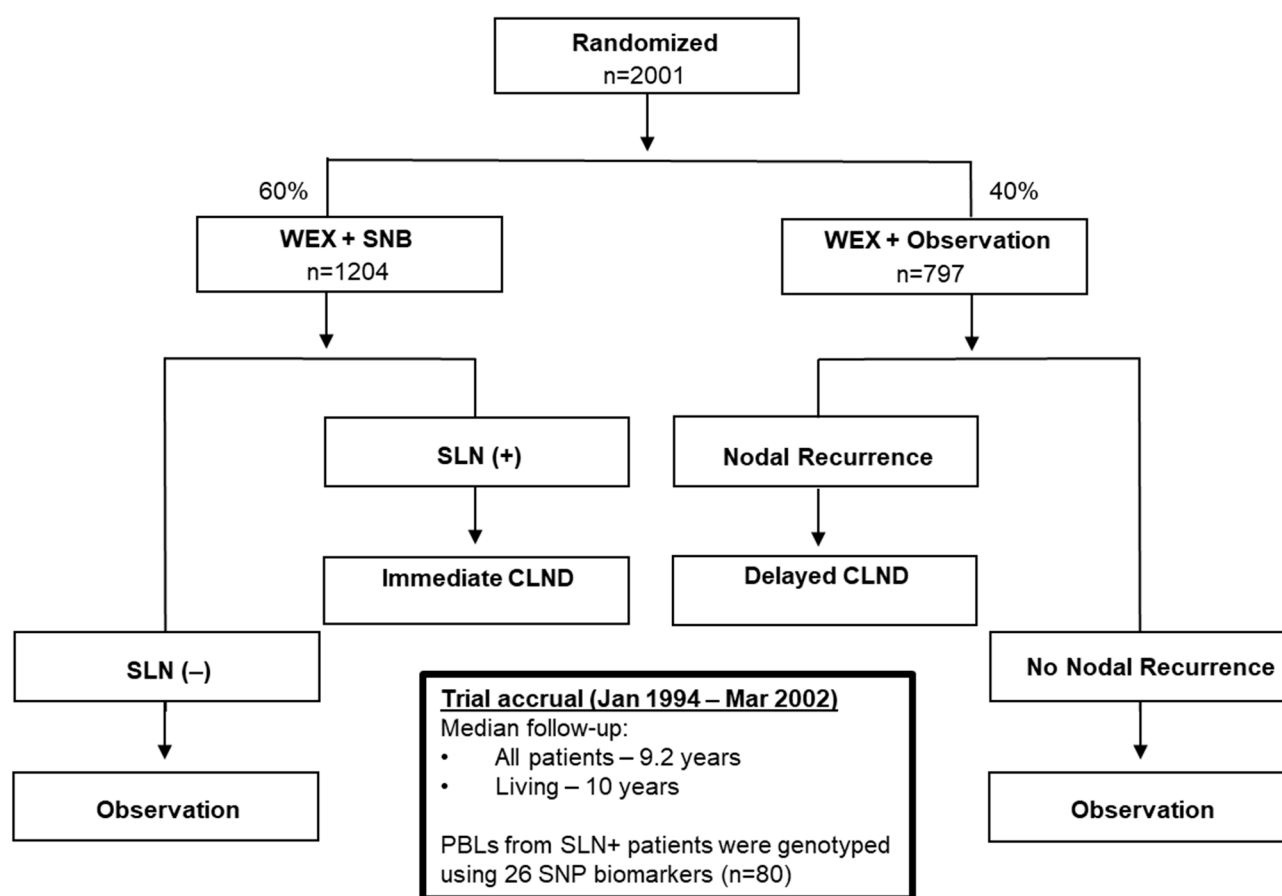 Randomized
n=2001
60%
40%
WEX + SNB
n=1204
WEX + Observation
n=797
SLN (+)
Nodal Recurrence
Immediate CLND
Delayed CLND
SLN (–)
No Nodal Recurrence
Observation
Observation
Trial accrual (Jan 1994 – Mar 2002)
Median follow-up:
• All patients – 9.2 years
• Living – 10 years
PBLs from SLN+ patients were genotyped
using 26 SNP biomarkers (n=80)